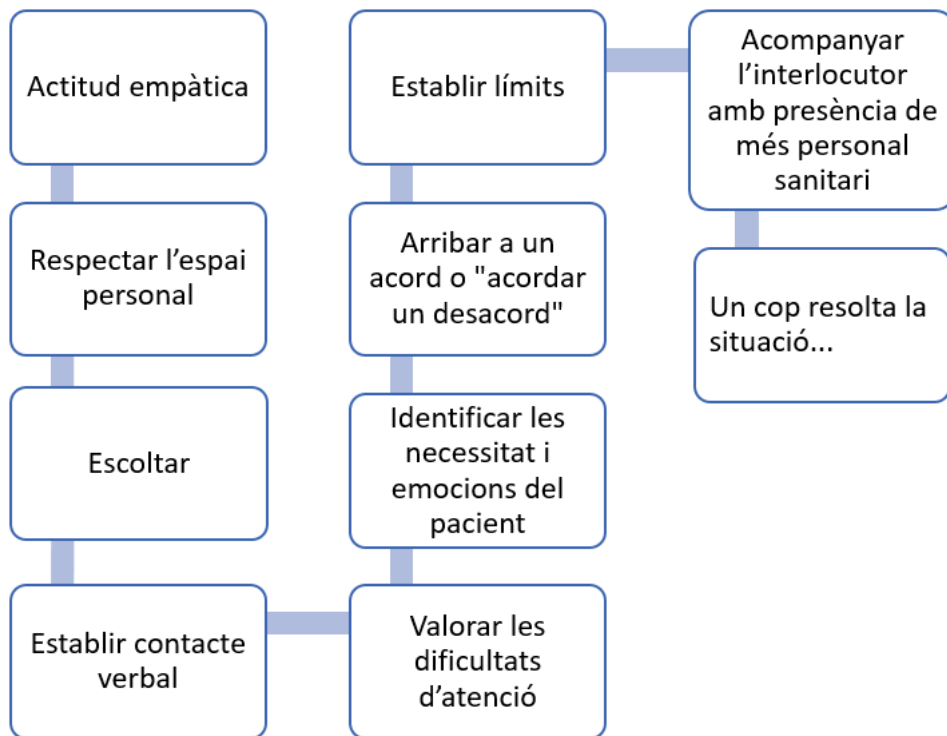 Actitud empàtica
Respectar l’espai
personal
Escoltar
Establir contacte
verbal
Valorar les
dificultats
d’atenció
Identificar les
necessitat i
emocions del
pacient
Arribar a un
acord o "acordar
un desacord"
Establir límits
Acompanyar
l’interlocutor
amb presència de
més personal
sanitari
Un cop resolta la
situació...